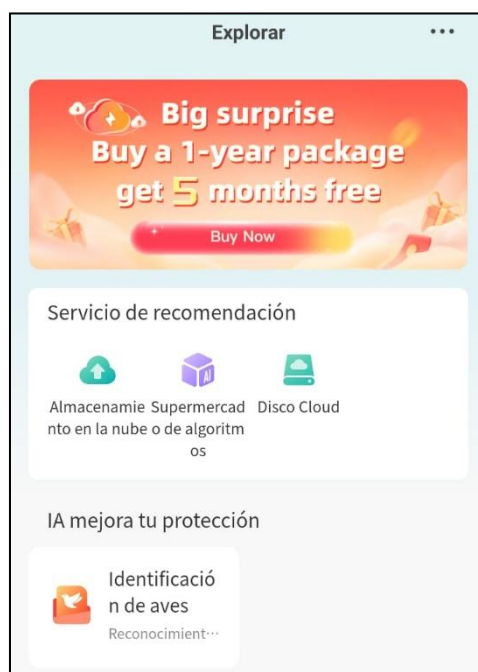 Explorar
Big surprise
Buy a 1-year package
get 5 months free
Buy Now
Servicio de recomendación
Almacenamie
nto en la nube
Supermercad
o de algoritm
os
AI
Disco Cloud
IA mejora tu protección
Identificació
n de aves
Reconocimient···